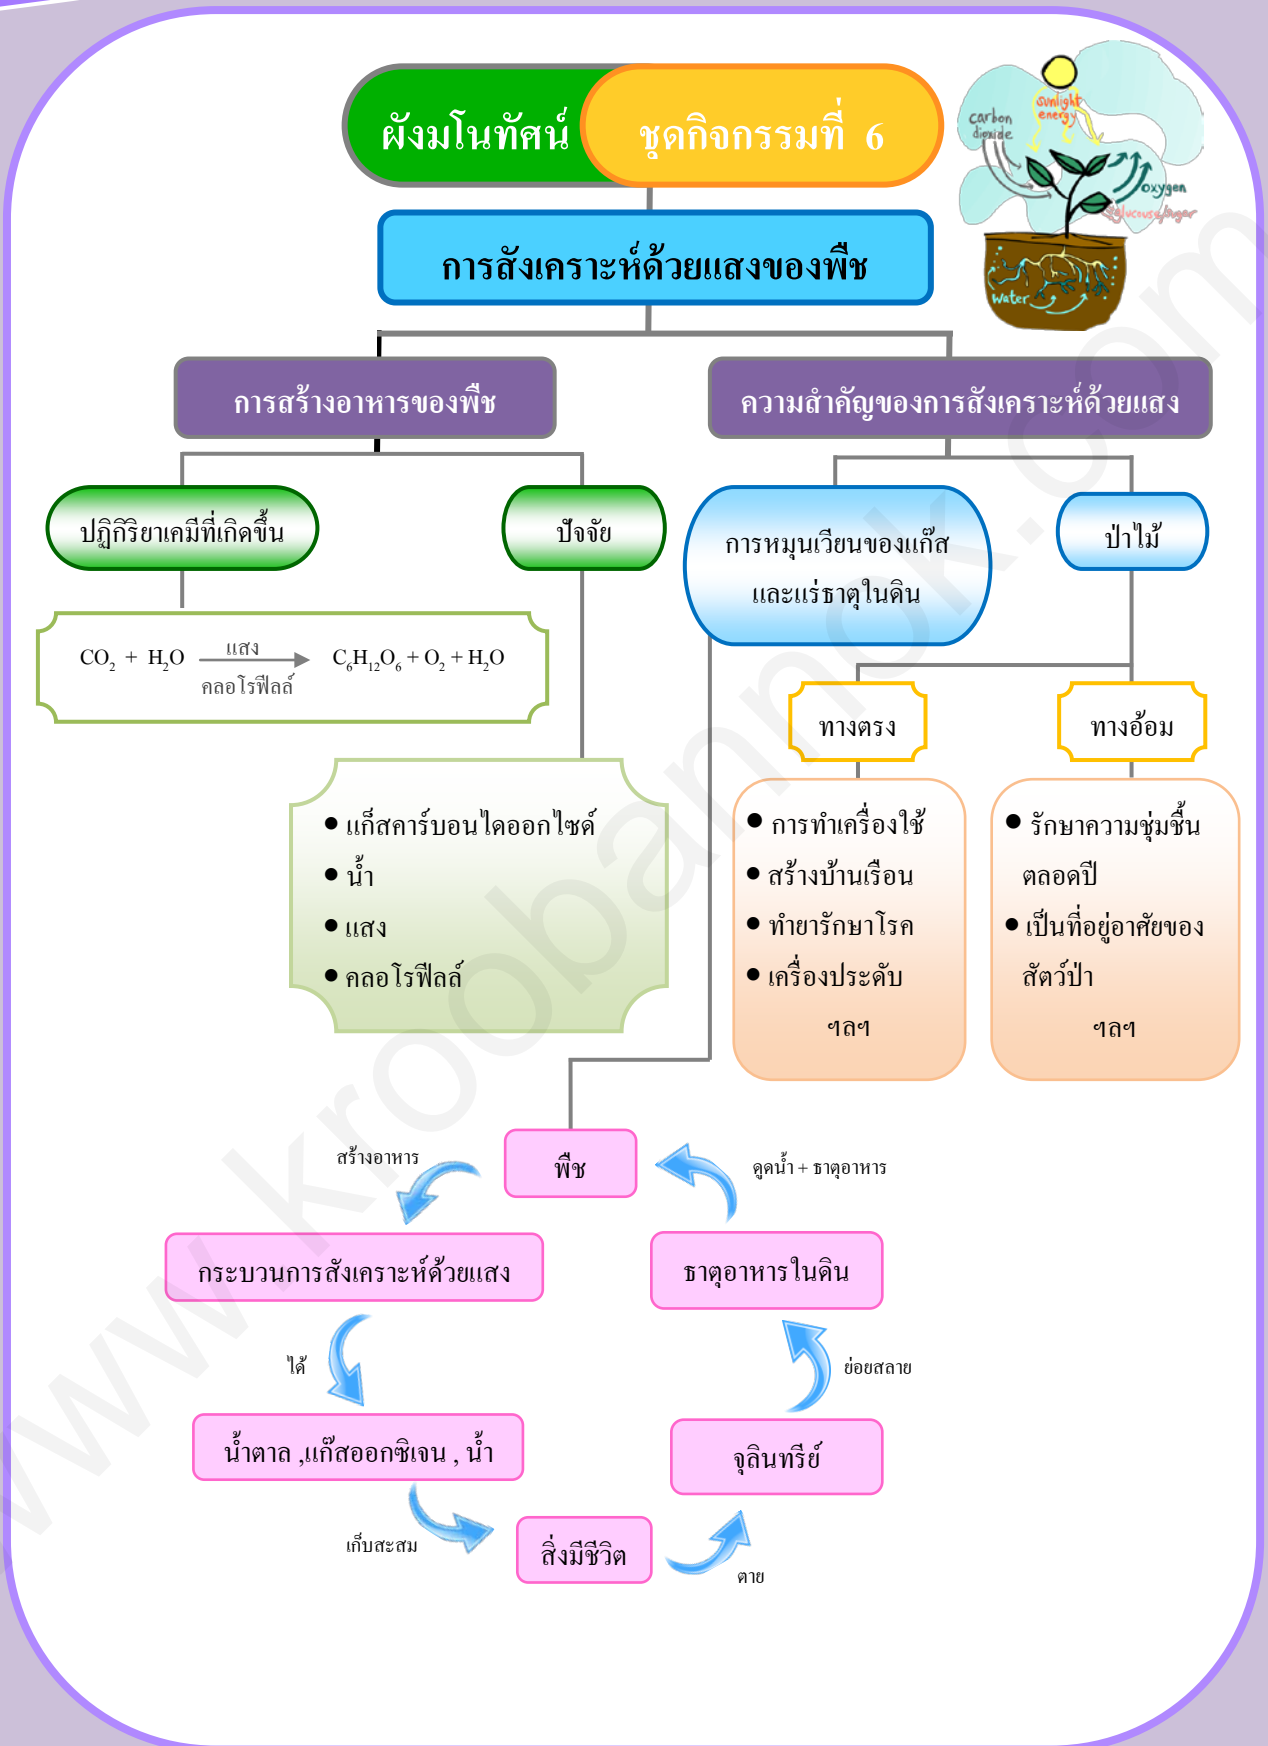 ผังมโนทัศน์ ชุดกิจกรรมที่ 6
carbon
dioxide
sunlight
energy
oxygen
glucouse/sugar
water
การสังเคราะห์ด้วยแสงของพืช
การสร้างอาหารของพืช
ความสำคัญของการสังเคราะห์ด้วยแสง
ปฏิกิริยาเคมีที่เกิดขึ้น
ปัจจัย
การหมุนเวียนของแก๊ส
และแร่ธาตุในดิน
ป่าไม้
CO₂ + H₂O แสง C₆H₁₂O₆ + O₂ + H₂O
คลอโรฟีลล์
ทางตรง
ทางอ้อม
● แก็สคาร์บอนไดออกไซด์
● น้ำ
● แสง
● คลอโรฟีลล์
● การทำเครื่องใช้
● สร้างบ้านเรือน
● ทำยารักษาโรค
● เครื่องประดับ
ฯลฯ
● รักษาความชุ่มชื้น
ตลอดปี
● เป็นที่อยู่อาศัยของ
สัตว์ป่า
ฯลฯ
พืช
สร้างอาหาร
ดูดน้ำ + ธาตุอาหาร
กระบวนการสังเคราะห์ด้วยแสง
ธาตุอาหารในดิน
ได้
ย่อยสลาย
น้ำตาล ,แก๊สออกซิเจน , น้ำ
จุลินทรีย์
เก็บสะสม
สิ่งมีชีวิต
ตาย
www.kroobannok.com